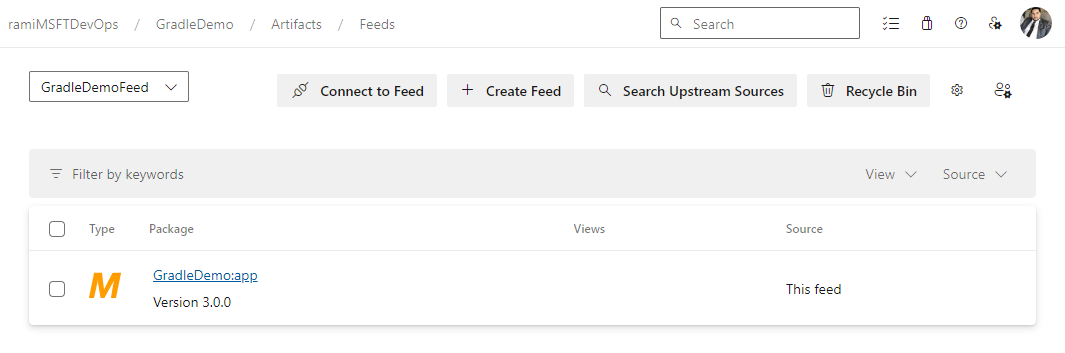 ramiMSFTDevOps / GradleDemo / Artifacts / Feeds Search
GradleDemoFeed Connect to Feed Create Feed Search Upstream Sources Recycle Bin
Filter by keywords View Source
Type Package Views Source
M GradleDemo:app
Version 3.0.0 This feed